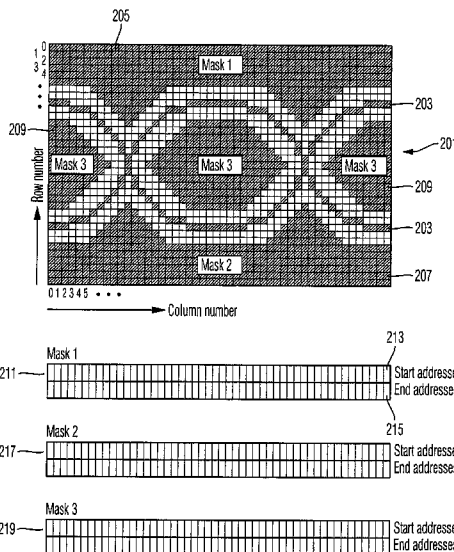 205
0
1
2
3
4
Mask 1
203
209
201
Mask 3
Mask 3
Mask 3
209
Row number
203
Mask 2
207
0 1 2 3 4 5 • • •
Column number
Mask 1
213
211
Start addresses
End addresses
215
Mask 2
217
Start addresses
End addresses
Mask 3
219
Start addresses
End addresses